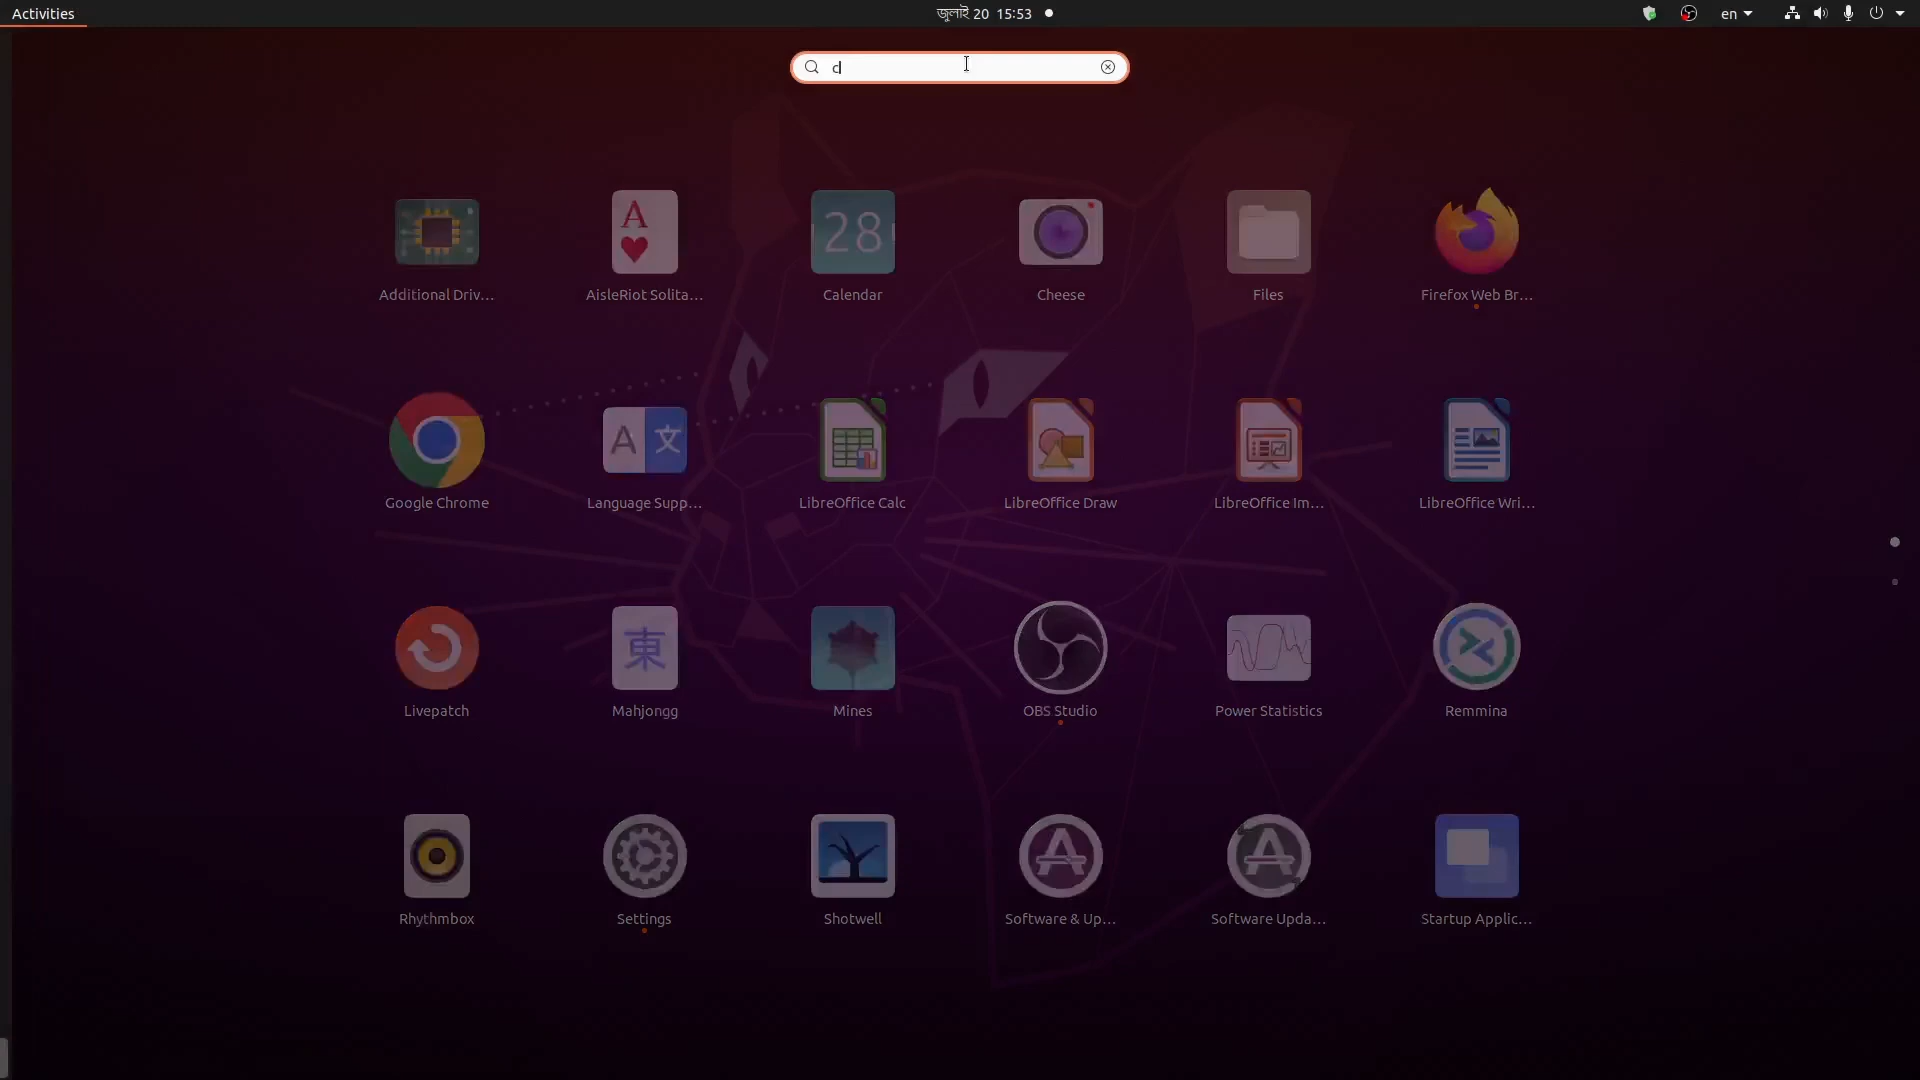 Activities
জুলাই 20 15:53
en
c
Additional Driv...
AisleRiot Solita...
28
Calendar
Cheese
Files
Firefox Web Br...
Google Chrome
A 文
Language Supp...
LibreOffice Calc
LibreOffice Draw
LibreOffice Im...
LibreOffice Wri...
Livepatch
東
Mahjongg
Mines
OBS Studio
Power Statistics
Remmina
Rhythmbox
Settings
Shotwell
Software & Up...
Software Upda...
Startup Applic...
A